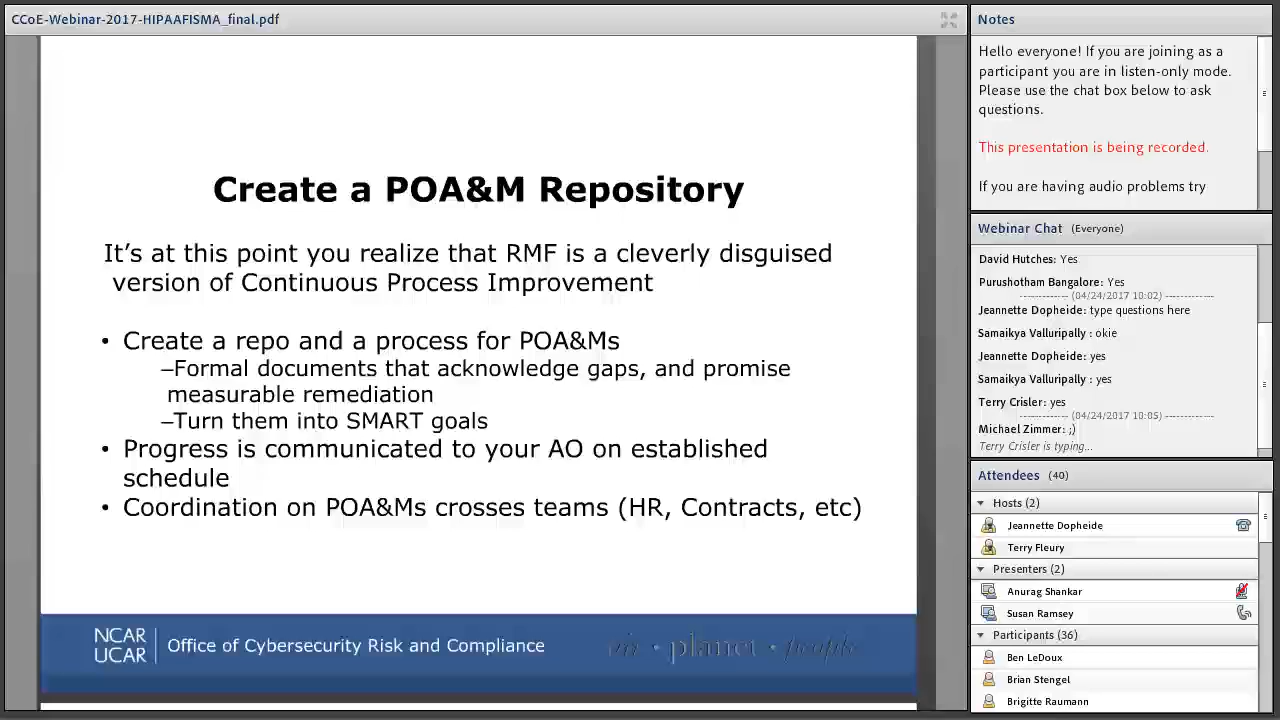 CCoE-Webinar-2017-HIPAAFISMA_final.pdf
Create a POA&M Repository
It’s at this point you realize that RMF is a cleverly disguised
version of Continuous Process Improvement
• Create a repo and a process for POA&Ms
–Formal documents that acknowledge gaps, and promise
measurable remediation
–Turn them into SMART goals
• Progress is communicated to your AO on established
schedule
• Coordination on POA&Ms crosses teams (HR, Contracts, etc)
NCAR
UCAR
Office of Cybersecurity Risk and Compliance
air • planet • people
Notes
Hello everyone! If you are joining as a
participant you are in listen-only mode.
Please use the chat box below to ask
questions.
This presentation is being recorded.
If you are having audio problems try
Webinar Chat (Everyone)
David Hutches: Yes
Purushotham Bangalore: Yes
------------ (04/24/2017 10:02) ------------
Jeannette Dopheide: type questions here
Samaikya Valluripally : okie
Jeannette Dopheide: yes
Samaikya Valluripally : yes
Terry Crisler: yes
------------ (04/24/2017 10:05) ------------
Michael Zimmer: ;)
Terry Crisler is typing...
Attendees (40)
Hosts (2)
Jeannette Dopheide
Terry Fleury
Presenters (2)
Anurag Shankar
Susan Ramsey
Participants (36)
Ben LeDoux
Brian Stengel
Brigitte Raumann